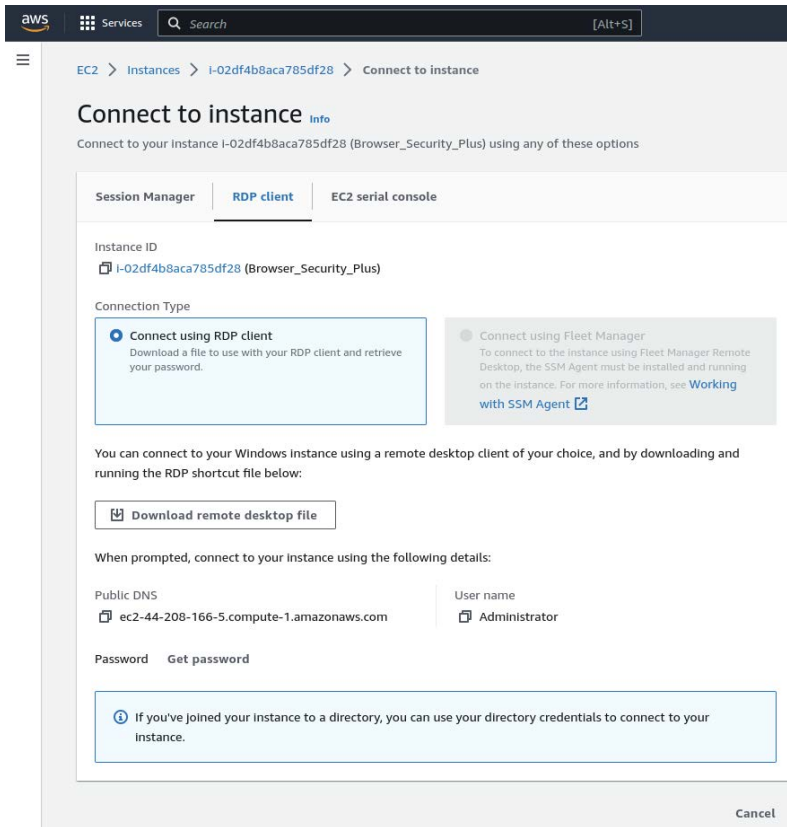 aws
Services
Search
[Alt+S]
EC2 > Instances > i-02df4b8aca785df28 > Connect to instance
Connect to instance Info
Connect to your instance i-02df4b8aca785df28 (Browser_Security_Plus) using any of these options
Session Manager
RDP client
EC2 serial console
Instance ID
i-02df4b8aca785df28 (Browser_Security_Plus)
Connection Type
Connect using RDP client
Download a file to use with your RDP client and retrieve
your password.
Connect using Fleet Manager
To connect to the instance using Fleet Manager Remote
Desktop, the SSM Agent must be installed and running
on the instance. For more information, see Working
with SSM Agent
You can connect to your Windows instance using a remote desktop client of your choice, and by downloading and
running the RDP shortcut file below:
Download remote desktop file
When prompted, connect to your instance using the following details:
Public DNS
ec2-44-208-166-5.compute-1.amazonaws.com
User name
Administrator
Password Get password
If you've joined your instance to a directory, you can use your directory credentials to connect to your
instance.
Cancel